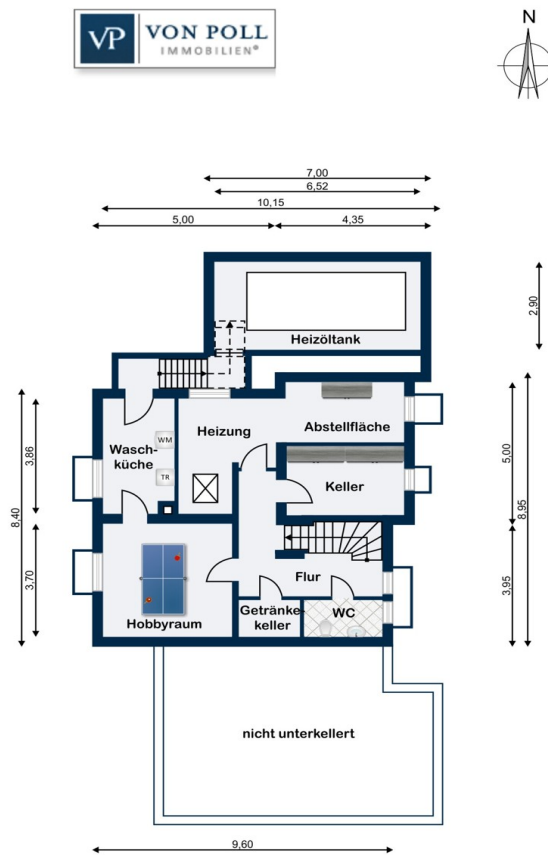 VP VON POLL
IMMOBILIEN®
N
7,00
6,52
10,15
5,00
4,35
2,90
Heizöltank
Heizung
Abstellfläche
Wasch-
küche
WM
TR
Keller
3,86
8,40
3,70
5,00
8,95
3,95
Flur
Hobbyraum
Getränke-
keller
WC
nicht unterkellert
9,60